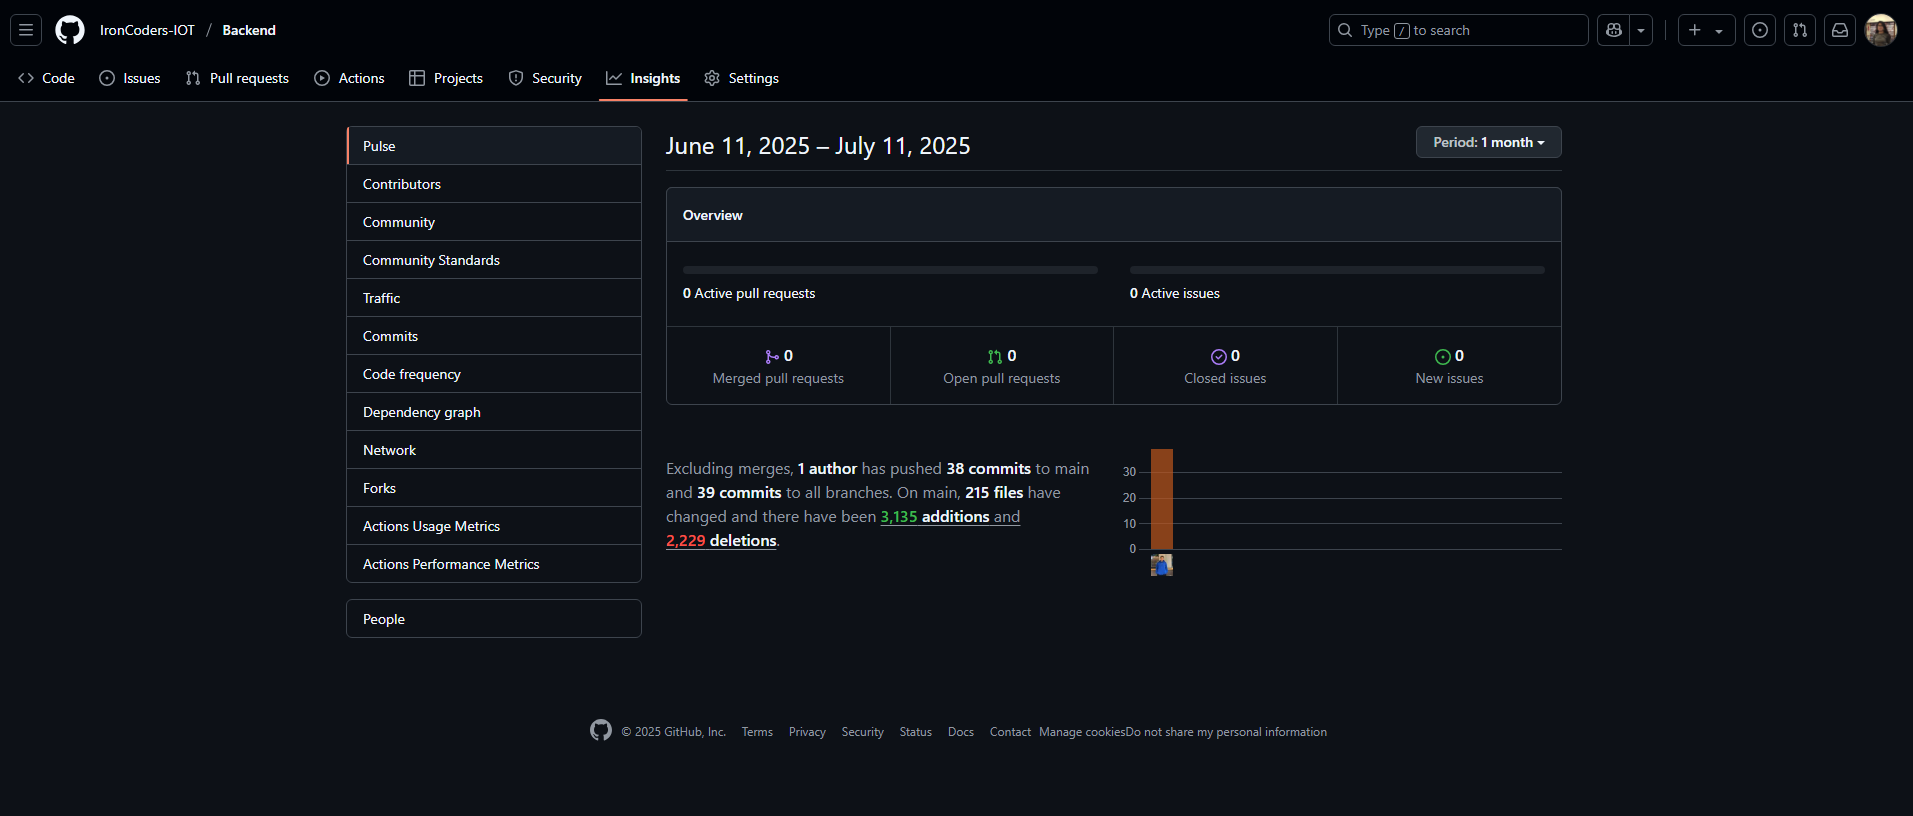 IronCoders-IOT / Backend
Type / to search
Code Issues Pull requests Actions Projects Security Insights Settings
Pulse
Contributors
Community
Community Standards
Traffic
Commits
Code frequency
Dependency graph
Network
Forks
Actions Usage Metrics
Actions Performance Metrics
People
June 11, 2025 – July 11, 2025
Period: 1 month
Overview
0 Active pull requests
0 Active issues
0
Merged pull requests
0
Open pull requests
0
Closed issues
0
New issues
Excluding merges, 1 author has pushed 38 commits to main
and 39 commits to all branches. On main, 215 files have
changed and there have been 3,135 additions and
2,229 deletions.
30
20
10
0
© 2025 GitHub, Inc. Terms Privacy Security Status Docs Contact Manage cookies Do not share my personal information